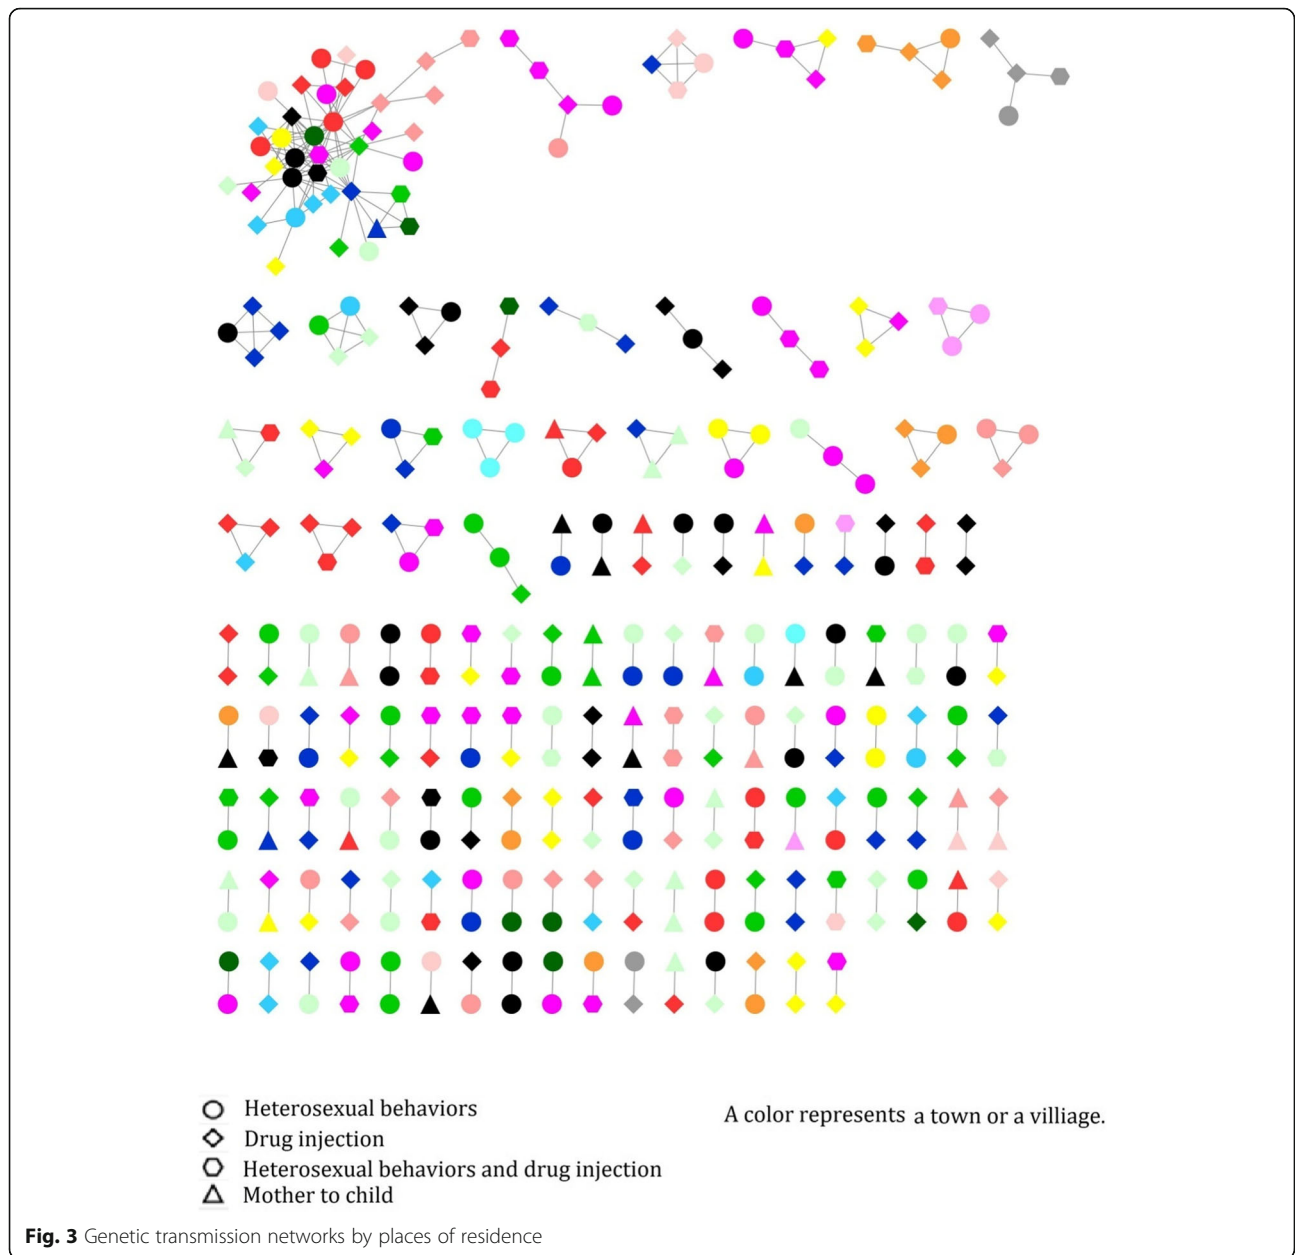 Heterosexual behaviors
Drug injection
Heterosexual behaviors and drug injection
Mother to child
A color represents a town or a villiage.
Fig. 3 Genetic transmission networks by places of residence